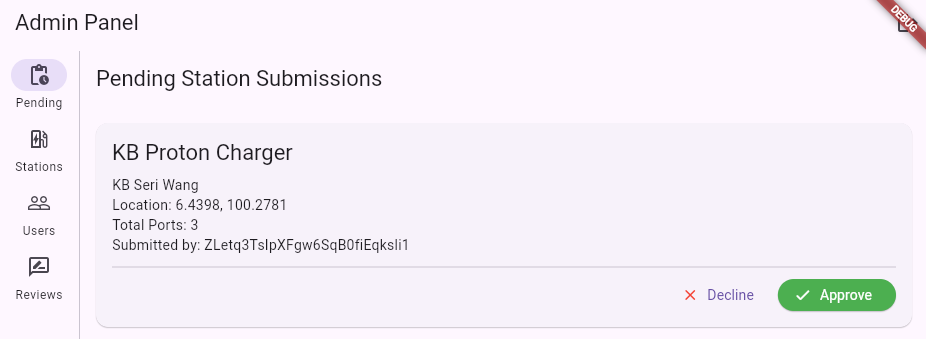 Admin Panel
DEBUG
Pending
Stations
Users
Reviews
Pending Station Submissions
KB Proton Charger
KB Seri Wang
Location: 6.4398, 100.2781
Total Ports: 3
Submitted by: ZLetq3TsIpXFgw6SqB0fiEqksli1
Decline
Approve